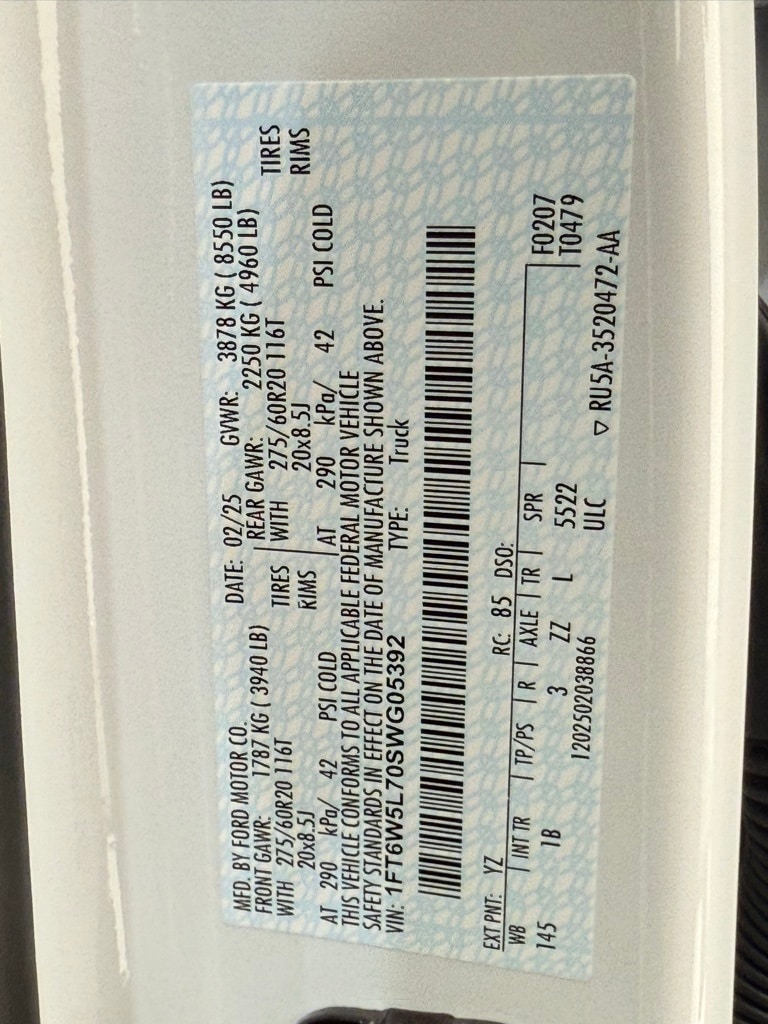 MFD. BY FORD MOTOR CO.
DATE: 02/25 GVWR: 3878 KG ( 8550 LB)
FRONT GAWR: 1787 KG ( 3940 LB) REAR GAWR: 2250 KG ( 4960 LB)
WITH 275/60R20 116T TIRES WITH 275/60R20 116T TIRES
20x8.5J RIMS 20x8.5J RIMS
AT 290 kPa/ 42 PSI COLD AT 290 kPa/ 42 PSI COLD
THIS VEHICLE CONFORMS TO ALL APPLICABLE FEDERAL MOTOR VEHICLE
SAFETY STANDARDS IN EFFECT ON THE DATE OF MANUFACTURE SHOWN ABOVE.
VIN: 1FT6W5L70SWG05392 TYPE: Truck
EXT PNT: YZ RC: 85 DSO:
WB INT TR TP/PS R AXLE TR SPR F0207
145 1B 3 ZZ L 5522 T0479
1202502038866 ULC
▽ RU5A-3520472-AA